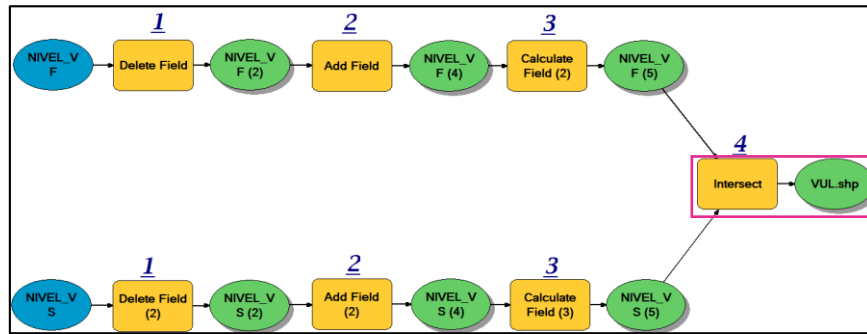 1
2
3
NIVEL_V
F
Delete Field
NIVEL_V
F (2)
Add Field
NIVEL_V
F (4)
Calculate
Field (2)
NIVEL_V
F (5)
4
Intersect
VUL.shp
1
2
3
NIVEL_V
S
Delete Field
(2)
NIVEL_V
S (2)
Add Field
(2)
NIVEL_V
S (4)
Calculate
Field (3)
NIVEL_V
S (5)